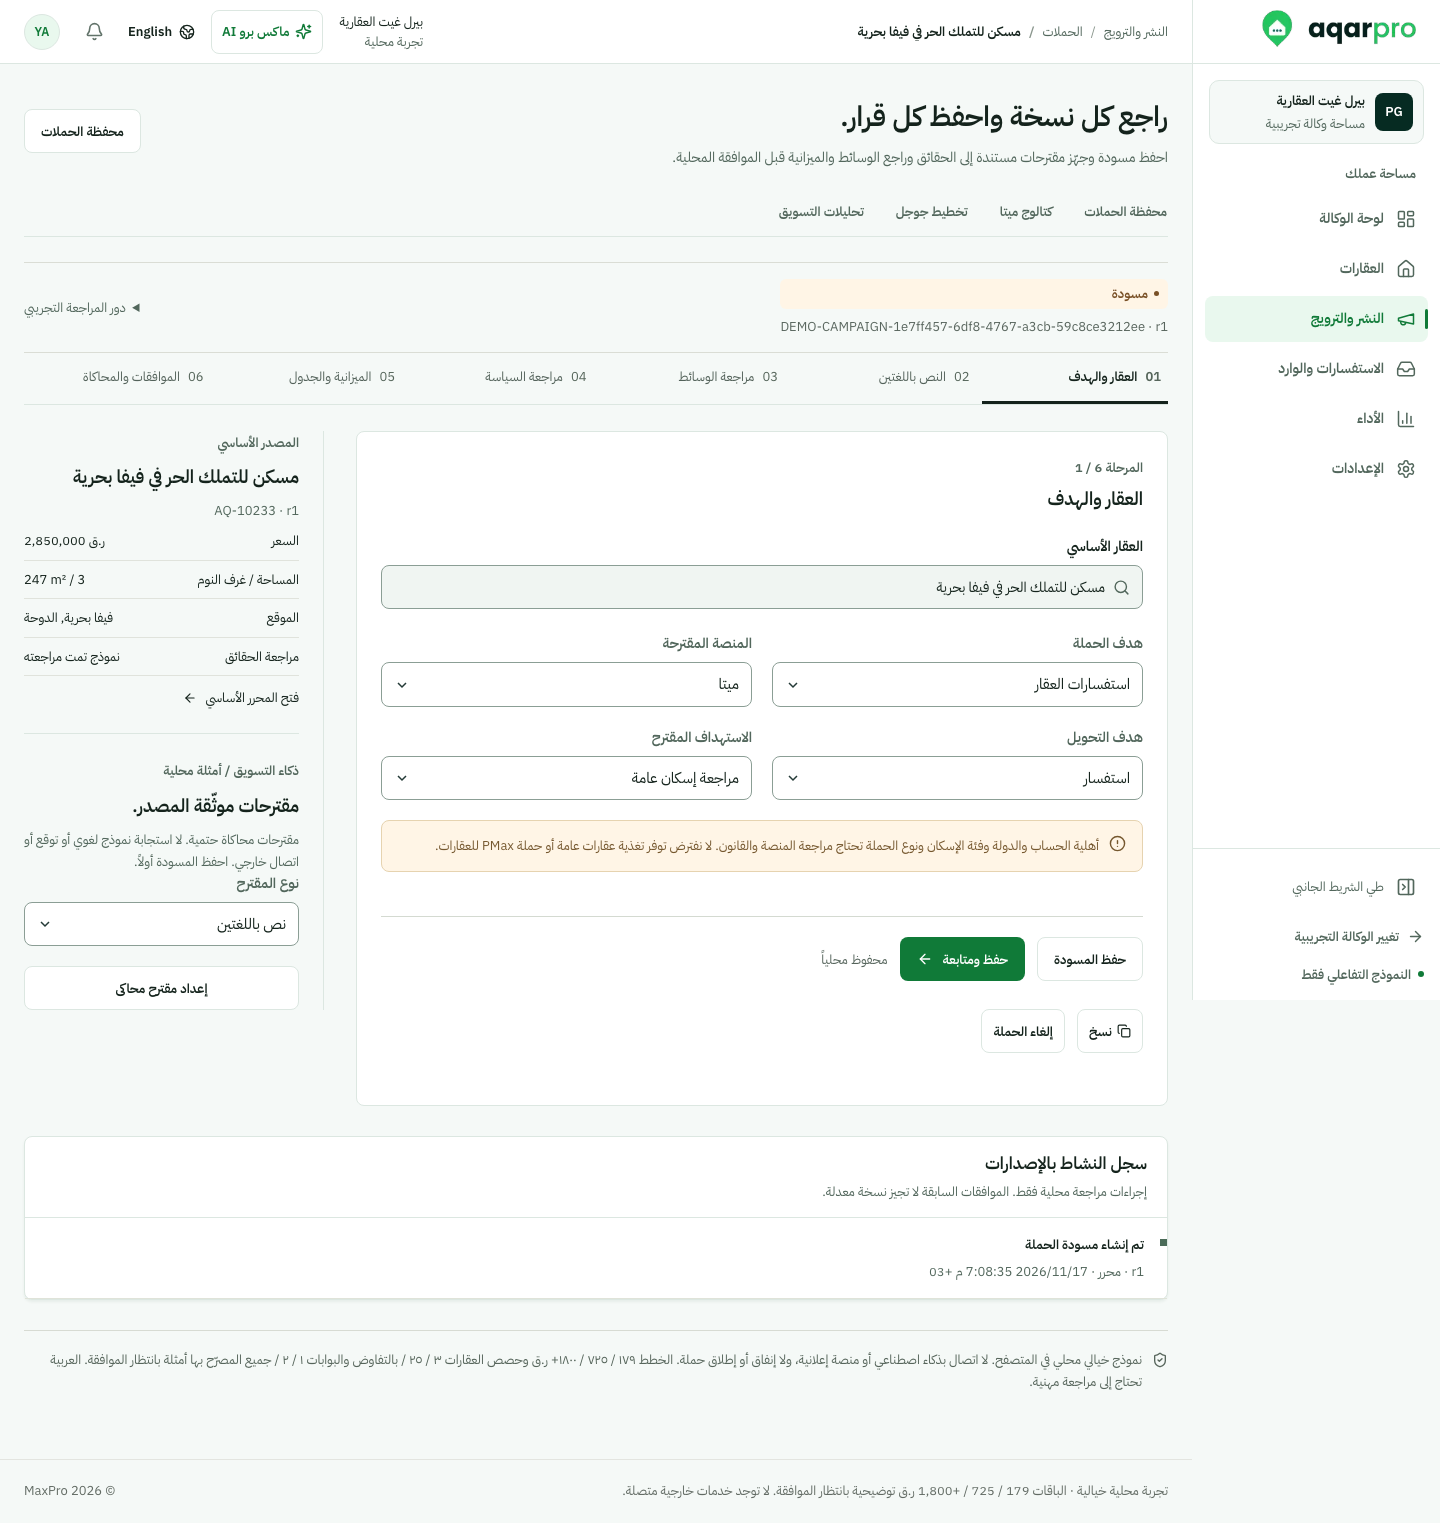 aqarpro
النشر والترويج / الحملات / مسكن للتملك الحر في فيفا بحرية
بيرل غيت العقارية
تجربة محلية
ماكس برو AI
English
YA
PG
بيرل غيت العقارية
مساحة وكالة تجريبية
مساحة عملك
لوحة الوكالة
العقارات
النشر والترويج
الاستفسارات والوارد
الأداء
الإعدادات
طي الشريط الجانبي
تغيير الوكالة التجريبية
النموذج التفاعلي فقط
راجع كل نسخة واحفظ كل قرار.
احفظ مسودة وجهّز مقترحات مستندة إلى الحقائق وراجع الوسائط والميزانية قبل الموافقة المحلية.
محفظة الحملات
محفظة الحملات
كتالوج ميتا
تخطيط جوجل
تحليلات التسويق
مسودة
DEMO-CAMPAIGN-1e7ff457-6df8-4767-a3cb-59c8ce3212ee · r1
دور المراجعة التجريبي
01 العقار والهدف
02 النص باللغتين
03 مراجعة الوسائط
04 مراجعة السياسة
05 الميزانية والجدول
06 الموافقات والمحاكاة
المرحلة 6 / 1
العقار والهدف
العقار الأساسي
مسكن للتملك الحر في فيفا بحرية
هدف الحملة
استفسارات العقار
المنصة المقترحة
ميتا
هدف التحويل
استفسار
الاستهداف المقترح
مراجعة إسكان عامة
أهلية الحساب والدولة وفئة الإسكان ونوع الحملة تحتاج مراجعة المنصة والقانون. لا نفترض توفر تغذية عقارات عامة أو حملة PMax للعقارات.
حفظ المسودة
حفظ ومتابعة
محفوظ محلياً
نسخ
إلغاء الحملة
المصدر الأساسي
مسكن للتملك الحر في فيفا بحرية
AQ-10233 · r1
السعر
ر.ق 2,850,000
المساحة / غرف النوم
247 m² / 3
الموقع
فيفا بحرية, الدوحة
مراجعة الحقائق
نموذج تمت مراجعته
فتح المحرر الأساسي
ذكاء التسويق / أمثلة محلية
مقترحات موثّقة المصدر.
مقترحات محاكاة حتمية. لا استجابة نموذج لغوي أو توقع أو
اتصال خارجي. احفظ المسودة أولاً.
نوع المقترح
نص باللغتين
إعداد مقترح محاكى
سجل النشاط بالإصدارات
إجراءات مراجعة محلية فقط. الموافقات السابقة لا تجيز نسخة معدلة.
تم إنشاء مسودة الحملة
r1 · محرر · 2026/11/17 7:08:35 م +03
نموذج خيالي محلي في المتصفح. لا اتصال بذكاء اصطناعي أو منصة إعلانية، ولا إنفاق أو إطلاق حملة. الخطط ١٧٩ / ٧٢٥ / ١٨٠٠+ ر.ق وحصص العقارات ٣ / ٢٥ / بالتفاوض والبوابات ١ / ٢ / جميع المصرّح بها أمثلة بانتظار الموافقة. العربية
تحتاج إلى مراجعة مهنية.
تجربة محلية خيالية · الباقات 179 / 725 / 1,800+ ر.ق توضيحية بانتظار الموافقة. لا توجد خدمات خارجية متصلة.
© 2026 MaxPro